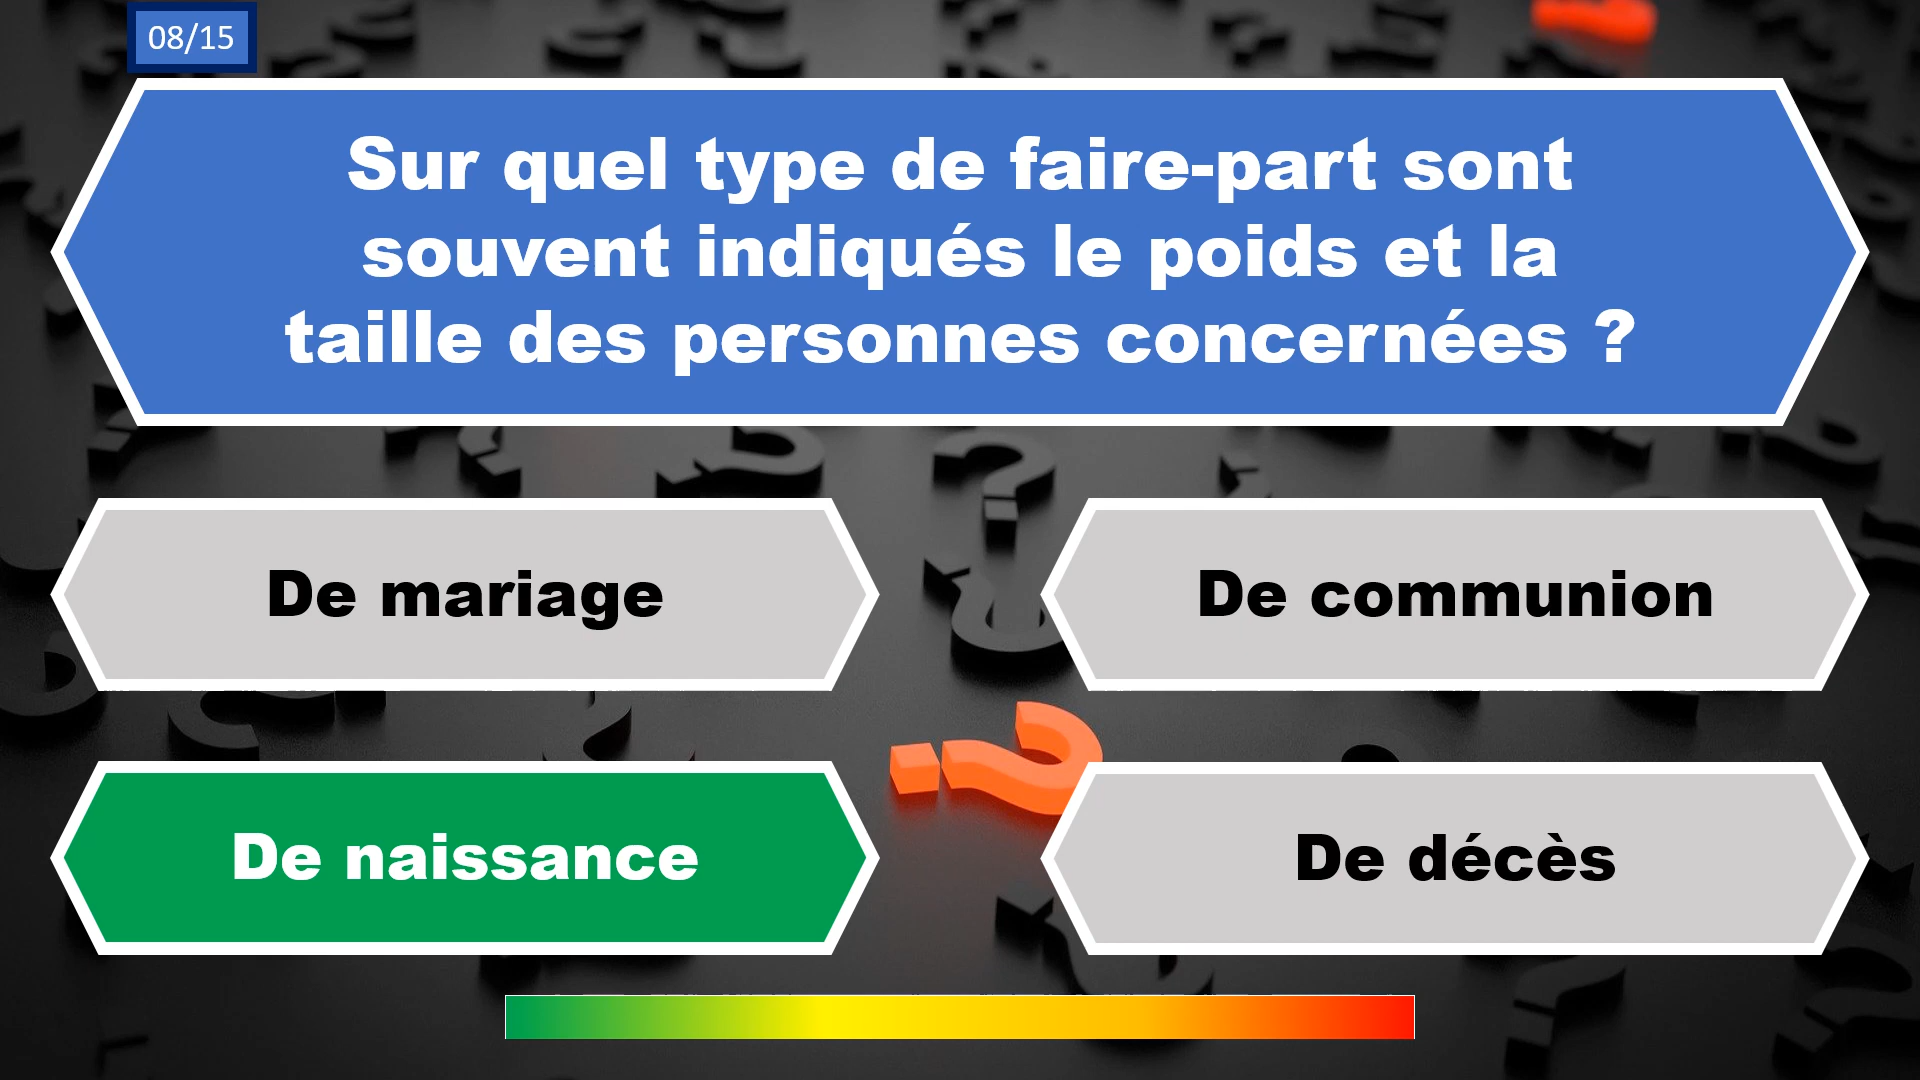 08/15
Sur quel type de faire-part sont
souvent indiqués le poids et la
taille des personnes concernées ?
De mariage
De communion
De naissance
De décès